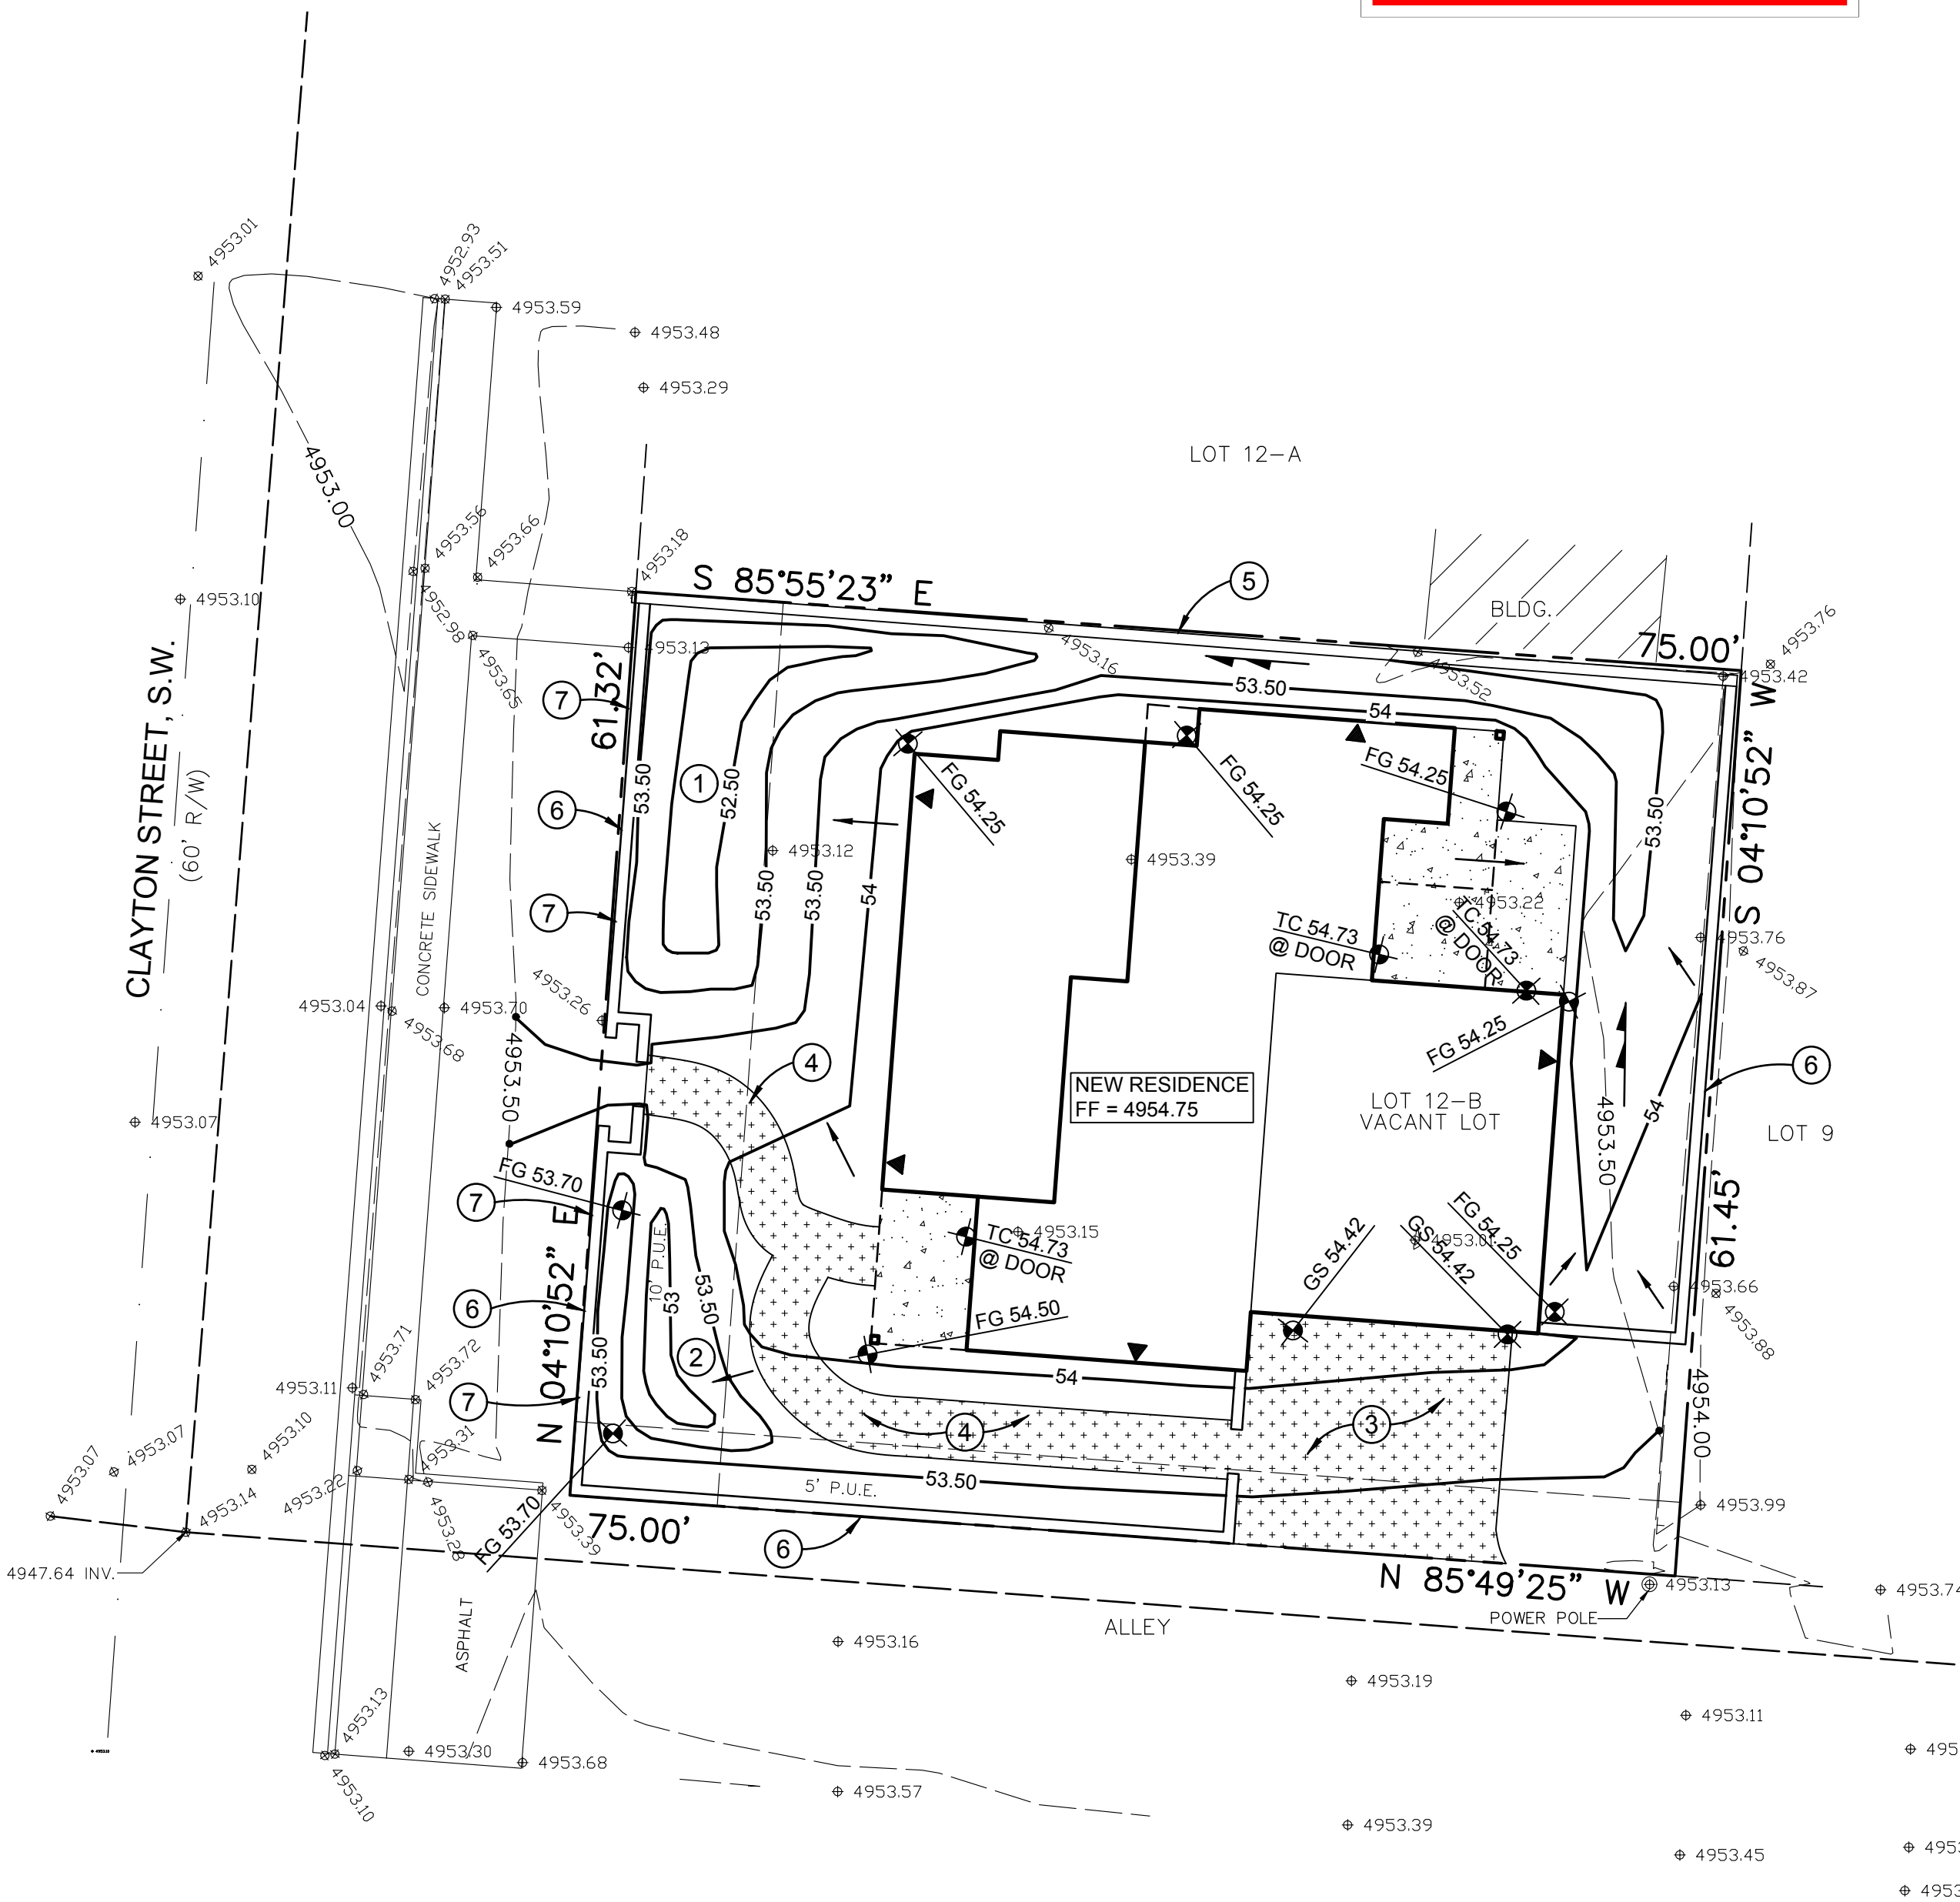 4953.01
4952.93
4953.51
4953.59
4953.48
4953.29
LOT 12-A
4953.00
4953.56
4953.66
4953.18
4953.10
4952.98
4953.65
4953.13
S 85°55'23" E
5
BLDG.
75.00'
4953.76
4953.16
4953.52
4953.42
CLAYTON STREET, S.W.
(60' R/W)
CONCRETE SIDEWALK
7
61.32'
6
7
53.50
1
52.50
53.50
4953.12
53.50
54
53.50
54
FG 54.25
FG 54.25
FG 54.25
4953.39
4953.22
TC 54.73
@ DOOR
TC 54.73
@ DOOR
53.50
S 04°10'52" W
4953.76
4953.87
4953.04
4953.68
4953.70
4953.26
4953.50
4953.07
4
NEW RESIDENCE
FF = 4954.75
FG 54.25
LOT 12-B
VACANT LOT
4953.50
54
6
LOT 9
FG 53.70
7
6
7
N 04°10'52" E
10' P.U.E.
53
53.50
53.50
2
4953.15
TC 54.73
@ DOOR
FG 54.50
GS 54.42
GS 54.42
4953.01
FG 54.25
61.45'
4953.66
4953.88
4954.00
4953.11
4953.71
4953.72
54
4
3
4953.07
4953.07
4953.10
4953.22
4953.31
4953.14
4953.28
4953.39
FG 53.70
5' P.U.E.
53.50
75.00'
6
4953.99
4947.64 INV.
N 85°49'25" W
4953.13
POWER POLE
4953.74
ASPHALT
ALLEY
4953.16
4953.19
4953.11
4953.13
4953.30
4953.68
4953.10
4953.57
4953.39
4953.45